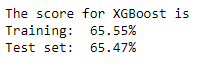 The score for XGBoost is
Training:  65.55%
Test set:  65.47%